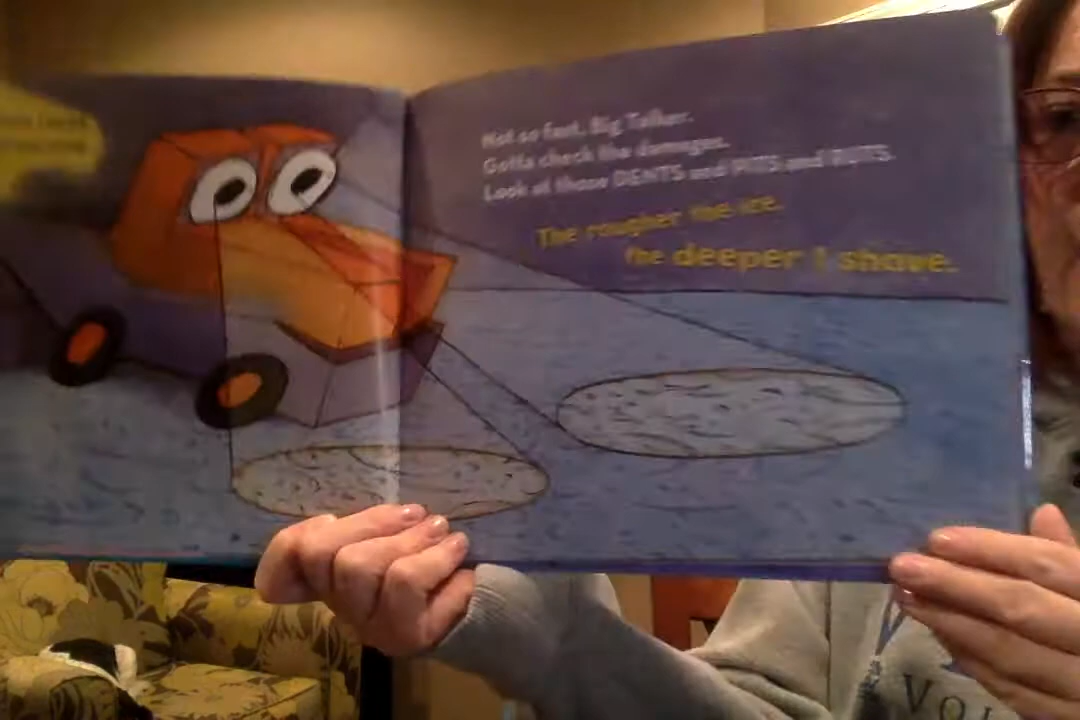 Not so fast, Big Talker.
Gotta check the damages.
Look at those DENTS and PITS and RUTS.
The rougher the ice,
the deeper I shave.
VOL